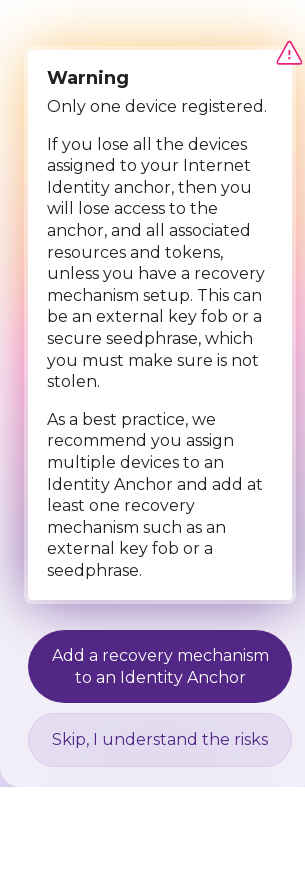 Warning
Only one device registered.
If you lose all the devices
assigned to your Internet
Identity anchor, then you
will lose access to the
anchor, and all associated
resources and tokens,
unless you have a recovery
mechanism setup. This can
be an external key fob or a
secure seedphrase, which
you must make sure is not
stolen.
As a best practice, we
recommend you assign
multiple devices to an
Identity Anchor and add at
least one recovery
mechanism such as an
external key fob or a
seedphrase.
Add a recovery mechanism
to an Identity Anchor
Skip, I understand the risks